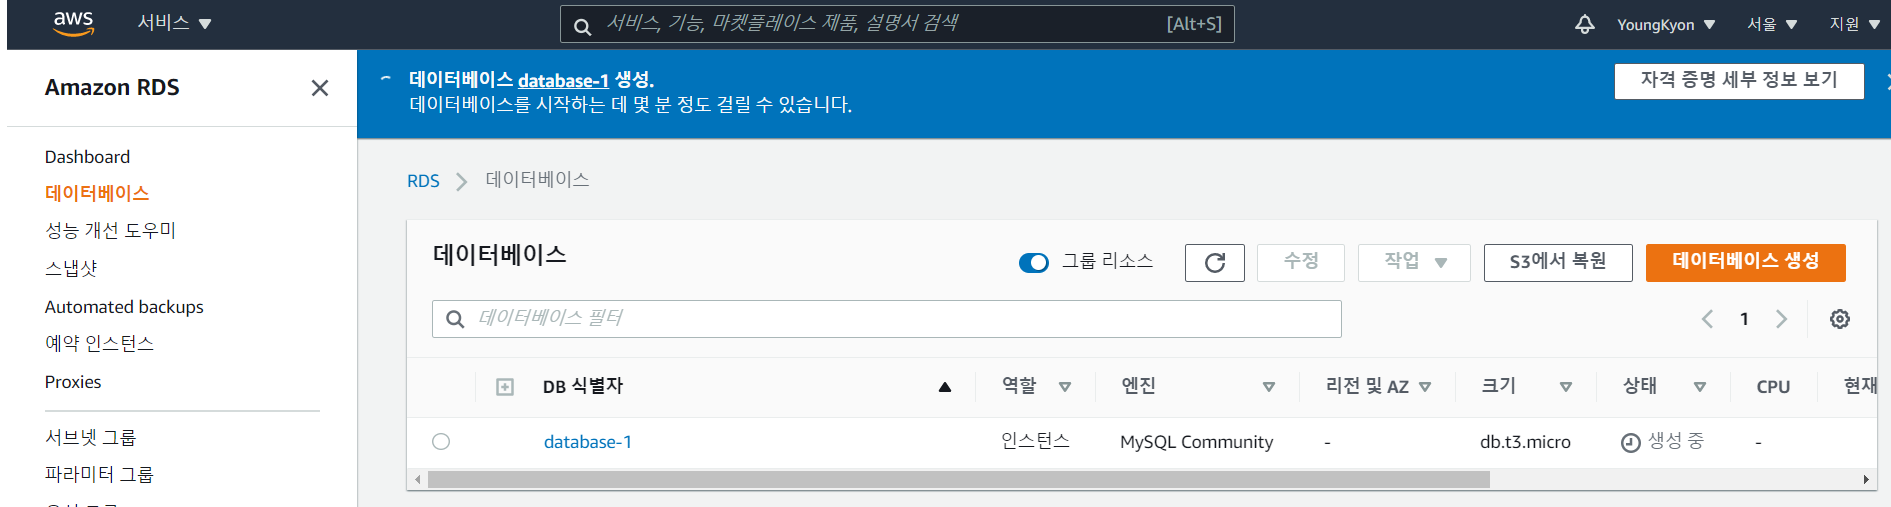 aws 서비스 서비스, 기능, 마켓플레이스 제품, 설명서 검색 [Alt+S] YoungKyon 서울 지원
Amazon RDS
Dashboard
데이터베이스
성능 개선 도우미
스냅샷
Automated backups
예약 인스턴스
Proxies
서브넷 그룹
파라미터 그룹
데이터베이스 database-1 생성.
데이터베이스를 시작하는 데 몇 분 정도 걸릴 수 있습니다.
자격 증명 세부 정보 보기
RDS 데이터베이스
데이터베이스 그룹 리소스 수정 작업 S3에서 복원 데이터베이스 생성
데이터베이스 필터 1
DB 식별자 역할 엔진 리전 및 AZ 크기 상태 CPU 현재
database-1 인스턴스 MySQL Community - db.t3.micro 생성 중 -